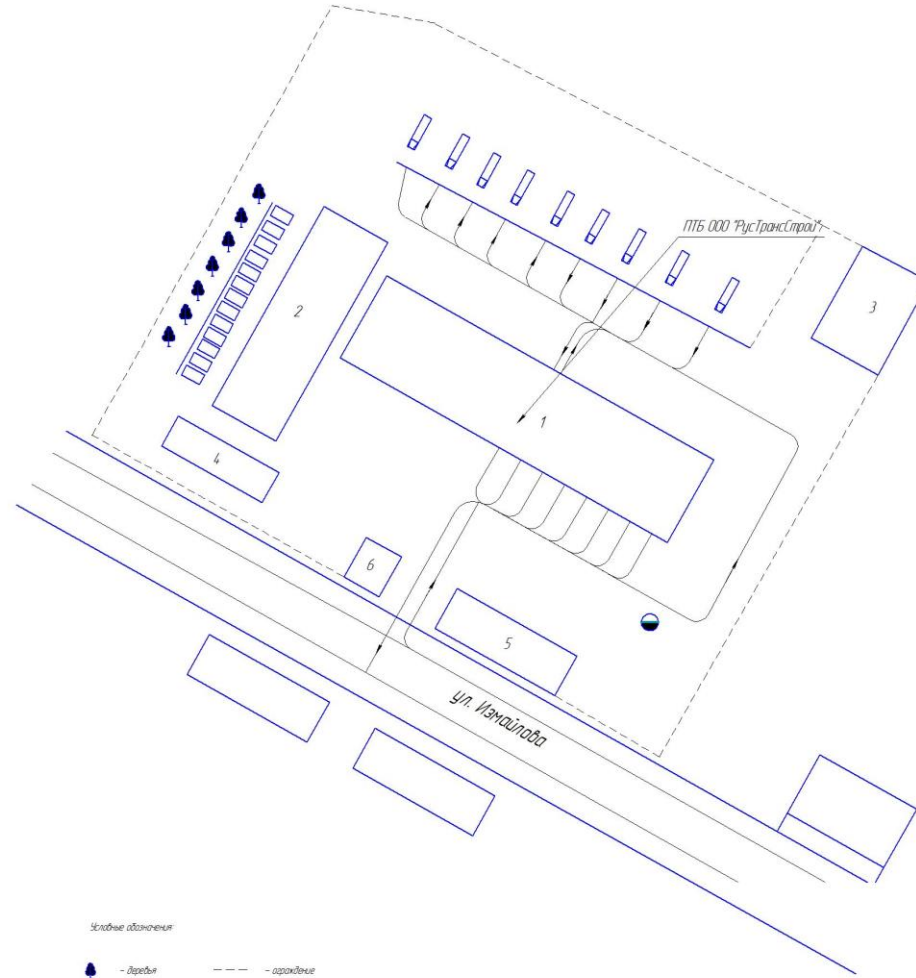 ПТБ ООО "РусТрансСтрой"
3
2
1
4
6
5
ул. Измайлова
Условные обозначения:
- деревья
- ограждение